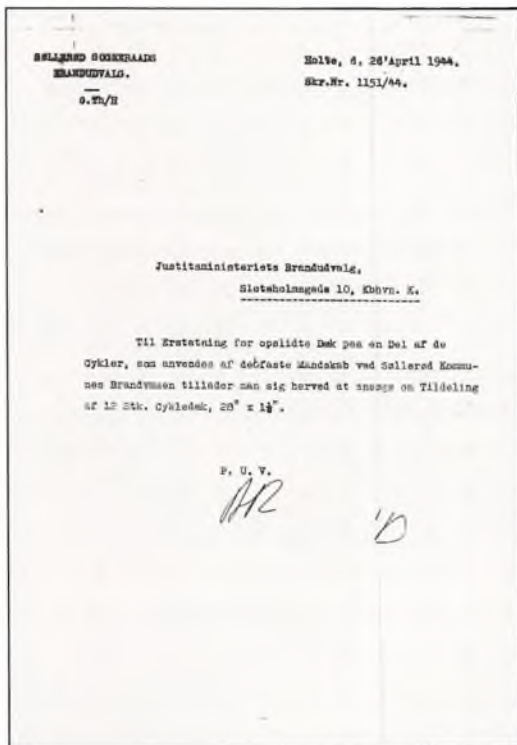 SØLLERØD SOGNERAADS
BRANDUDVALG.
G.Th/H
Holte, d. 26'April 1944.
Skr.Nr. 1151/44.
Justitsministeriets Brandudvalg,
Slotsholmsgade 10, Kbhvn. K.
Til Erstatning for opslidte Dæk paa en Del af de
Cykler, som anvendes af det faste Mandskab ved Søllerød Kommu-
nes Brandvæsen tillader man sig herved at ansøge om Tildeling
af 12 Stk. Cykledæk, 28" x 1½".
P. U. V.
AR